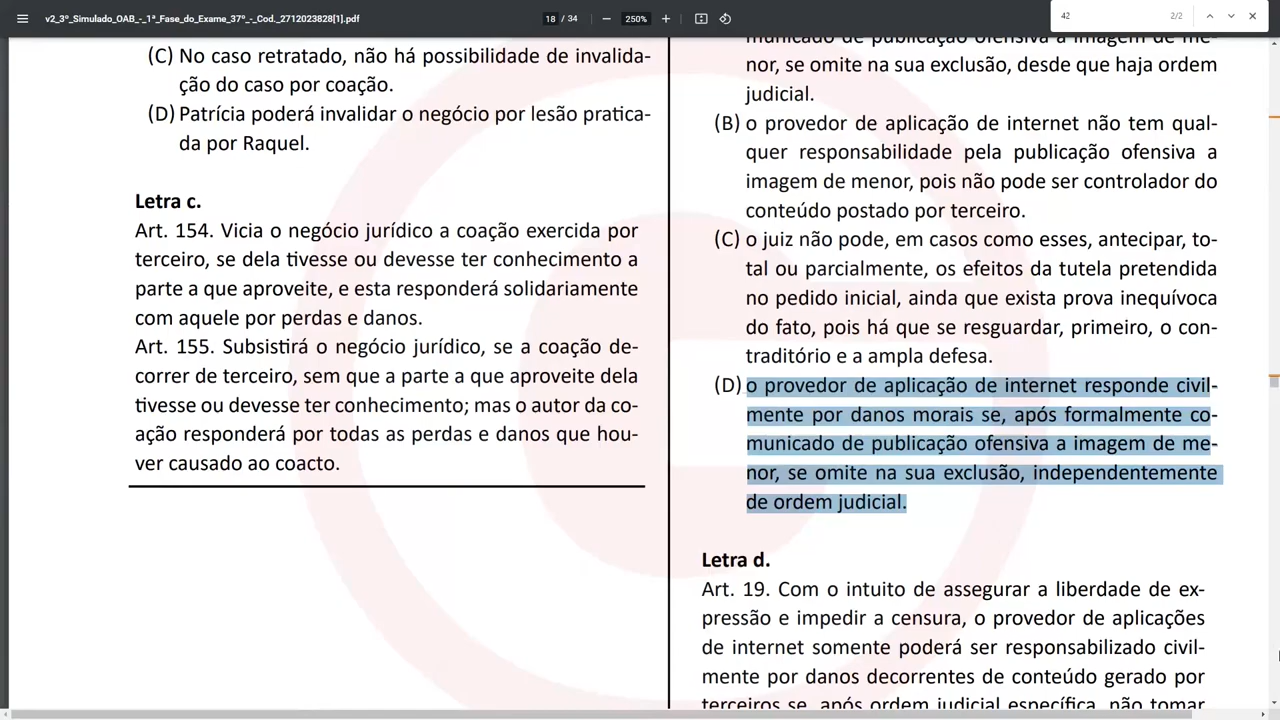 v2_3º_Simulado_OAB_-_1ª_Fase_do_Exame_37º_-_Cod._2712023828[1].pdf
18 / 34
250%
42
2/2
(C) No caso retratado, não há possibilidade de invalida-
ção do caso por coação.
(D) Patrícia poderá invalidar o negócio por lesão pratica-
da por Raquel.
Letra c.
Art. 154. Vicia o negócio jurídico a coação exercida por
terceiro, se dela tivesse ou devesse ter conhecimento a
parte a que aproveite, e esta responderá solidariamente
com aquele por perdas e danos.
Art. 155. Subsistirá o negócio jurídico, se a coação de-
correr de terceiro, sem que a parte a que aproveite dela
tivesse ou devesse ter conhecimento; mas o autor da co-
ação responderá por todas as perdas e danos que hou-
ver causado ao coacto.
municado de publicação ofensiva a imagem de me-
nor, se omite na sua exclusão, desde que haja ordem
judicial.
(B) o provedor de aplicação de internet não tem qual-
quer responsabilidade pela publicação ofensiva a
imagem de menor, pois não pode ser controlador do
conteúdo postado por terceiro.
(C) o juiz não pode, em casos como esses, antecipar, to-
tal ou parcialmente, os efeitos da tutela pretendida
no pedido inicial, ainda que exista prova inequívoca
do fato, pois há que se resguardar, primeiro, o con-
traditório e a ampla defesa.
(D) o provedor de aplicação de internet responde civil-
mente por danos morais se, após formalmente co-
municado de publicação ofensiva a imagem de me-
nor, se omite na sua exclusão, independentemente
de ordem judicial.
Letra d.
Art. 19. Com o intuito de assegurar a liberdade de ex-
pressão e impedir a censura, o provedor de aplicações
de internet somente poderá ser responsabilizado civil-
mente por danos decorrentes de conteúdo gerado por
terceiros se, após ordem judicial específica, não tomar